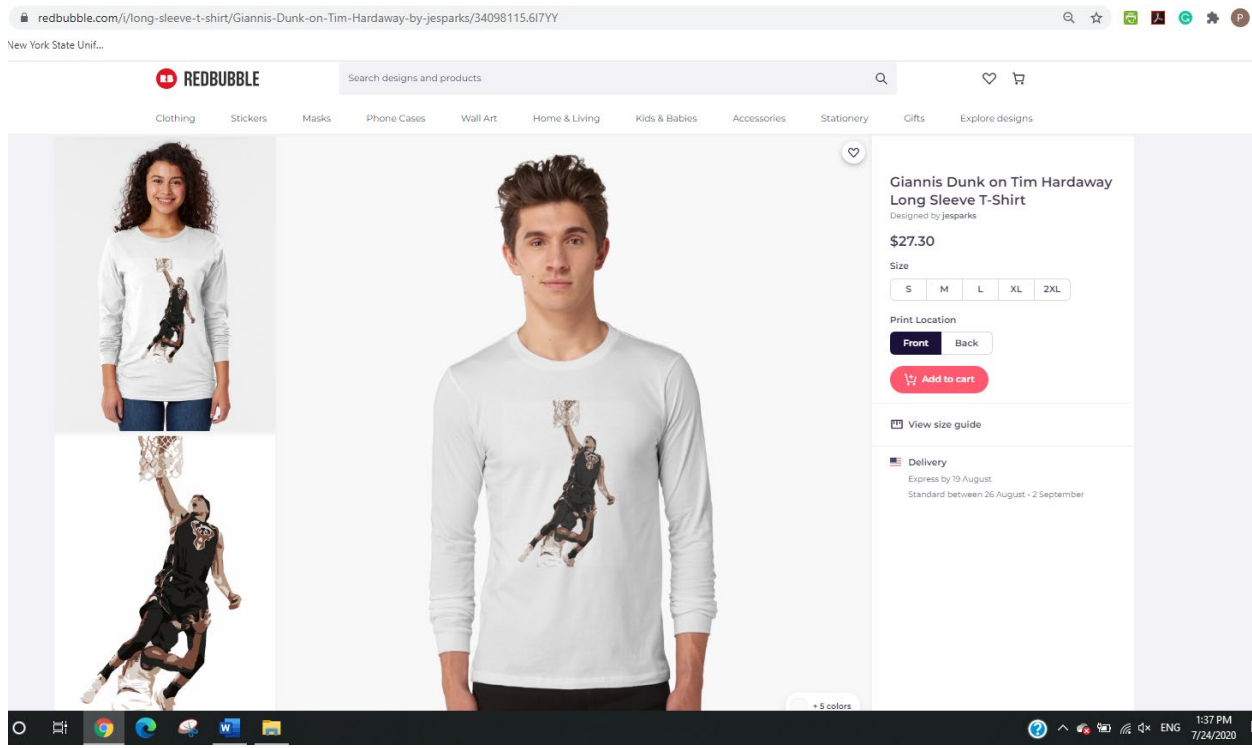 redbubble.com/i/long-sleeve-t-shirt/Giannis-Dunk-on-Tim-Hardaway-by-jesparks/34098115.6I7YY
P
New York State Unif...
RB REDBUBBLE
Search designs and products
Clothing Stickers Masks Phone Cases Wall Art Home & Living Kids & Babies Accessories Stationery Gifts Explore designs
Giannis Dunk on Tim Hardaway
Long Sleeve T-Shirt
Designed by jesparks
$27.30
Size
S M L XL 2XL
Print Location
Front Back
Add to cart
View size guide
Delivery
Express by 19 August
Standard between 26 August - 2 September
+ 5 colors
ENG
1:37 PM
7/24/2020